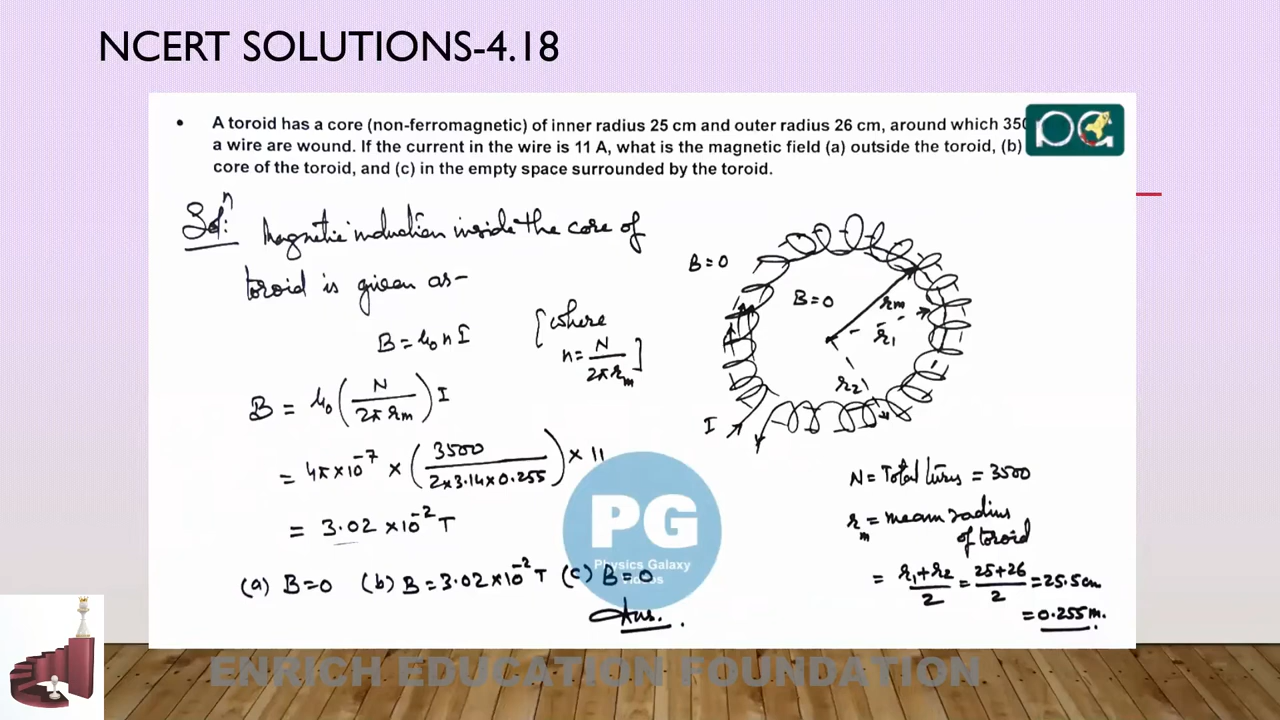 NCERT SOLUTIONS-4.18
• A toroid has a core (non-ferromagnetic) of inner radius 25 cm and outer radius 26 cm, around which 350
a wire are wound. If the current in the wire is 11 A, what is the magnetic field (a) outside the toroid, (b)
core of the toroid, and (c) in the empty space surrounded by the toroid.
PG
Solⁿ: Magnetic induction inside the core of
toroid is given as-
B = μ₀nI [where
n = N/2πrₘ]
B = μ₀(N/2πrₘ)I
= 4π×10⁻⁷ × (3500/2×3.14×0.255) × 11
= 3.02 ×10⁻² T
(a) B=0 (b) B=3.02×10⁻² T (c) B=0
Ans.
B=0
B=0
rₘ
r₁
r₂
I
N = Total turns = 3500
rₘ = mean radius
of toroid
= r₁+r₂/2 = 25+26/2 = 25.5cm
= 0.255m.
PG
Physics Galaxy
Videos
ENRICH EDUCATION FOUNDATION